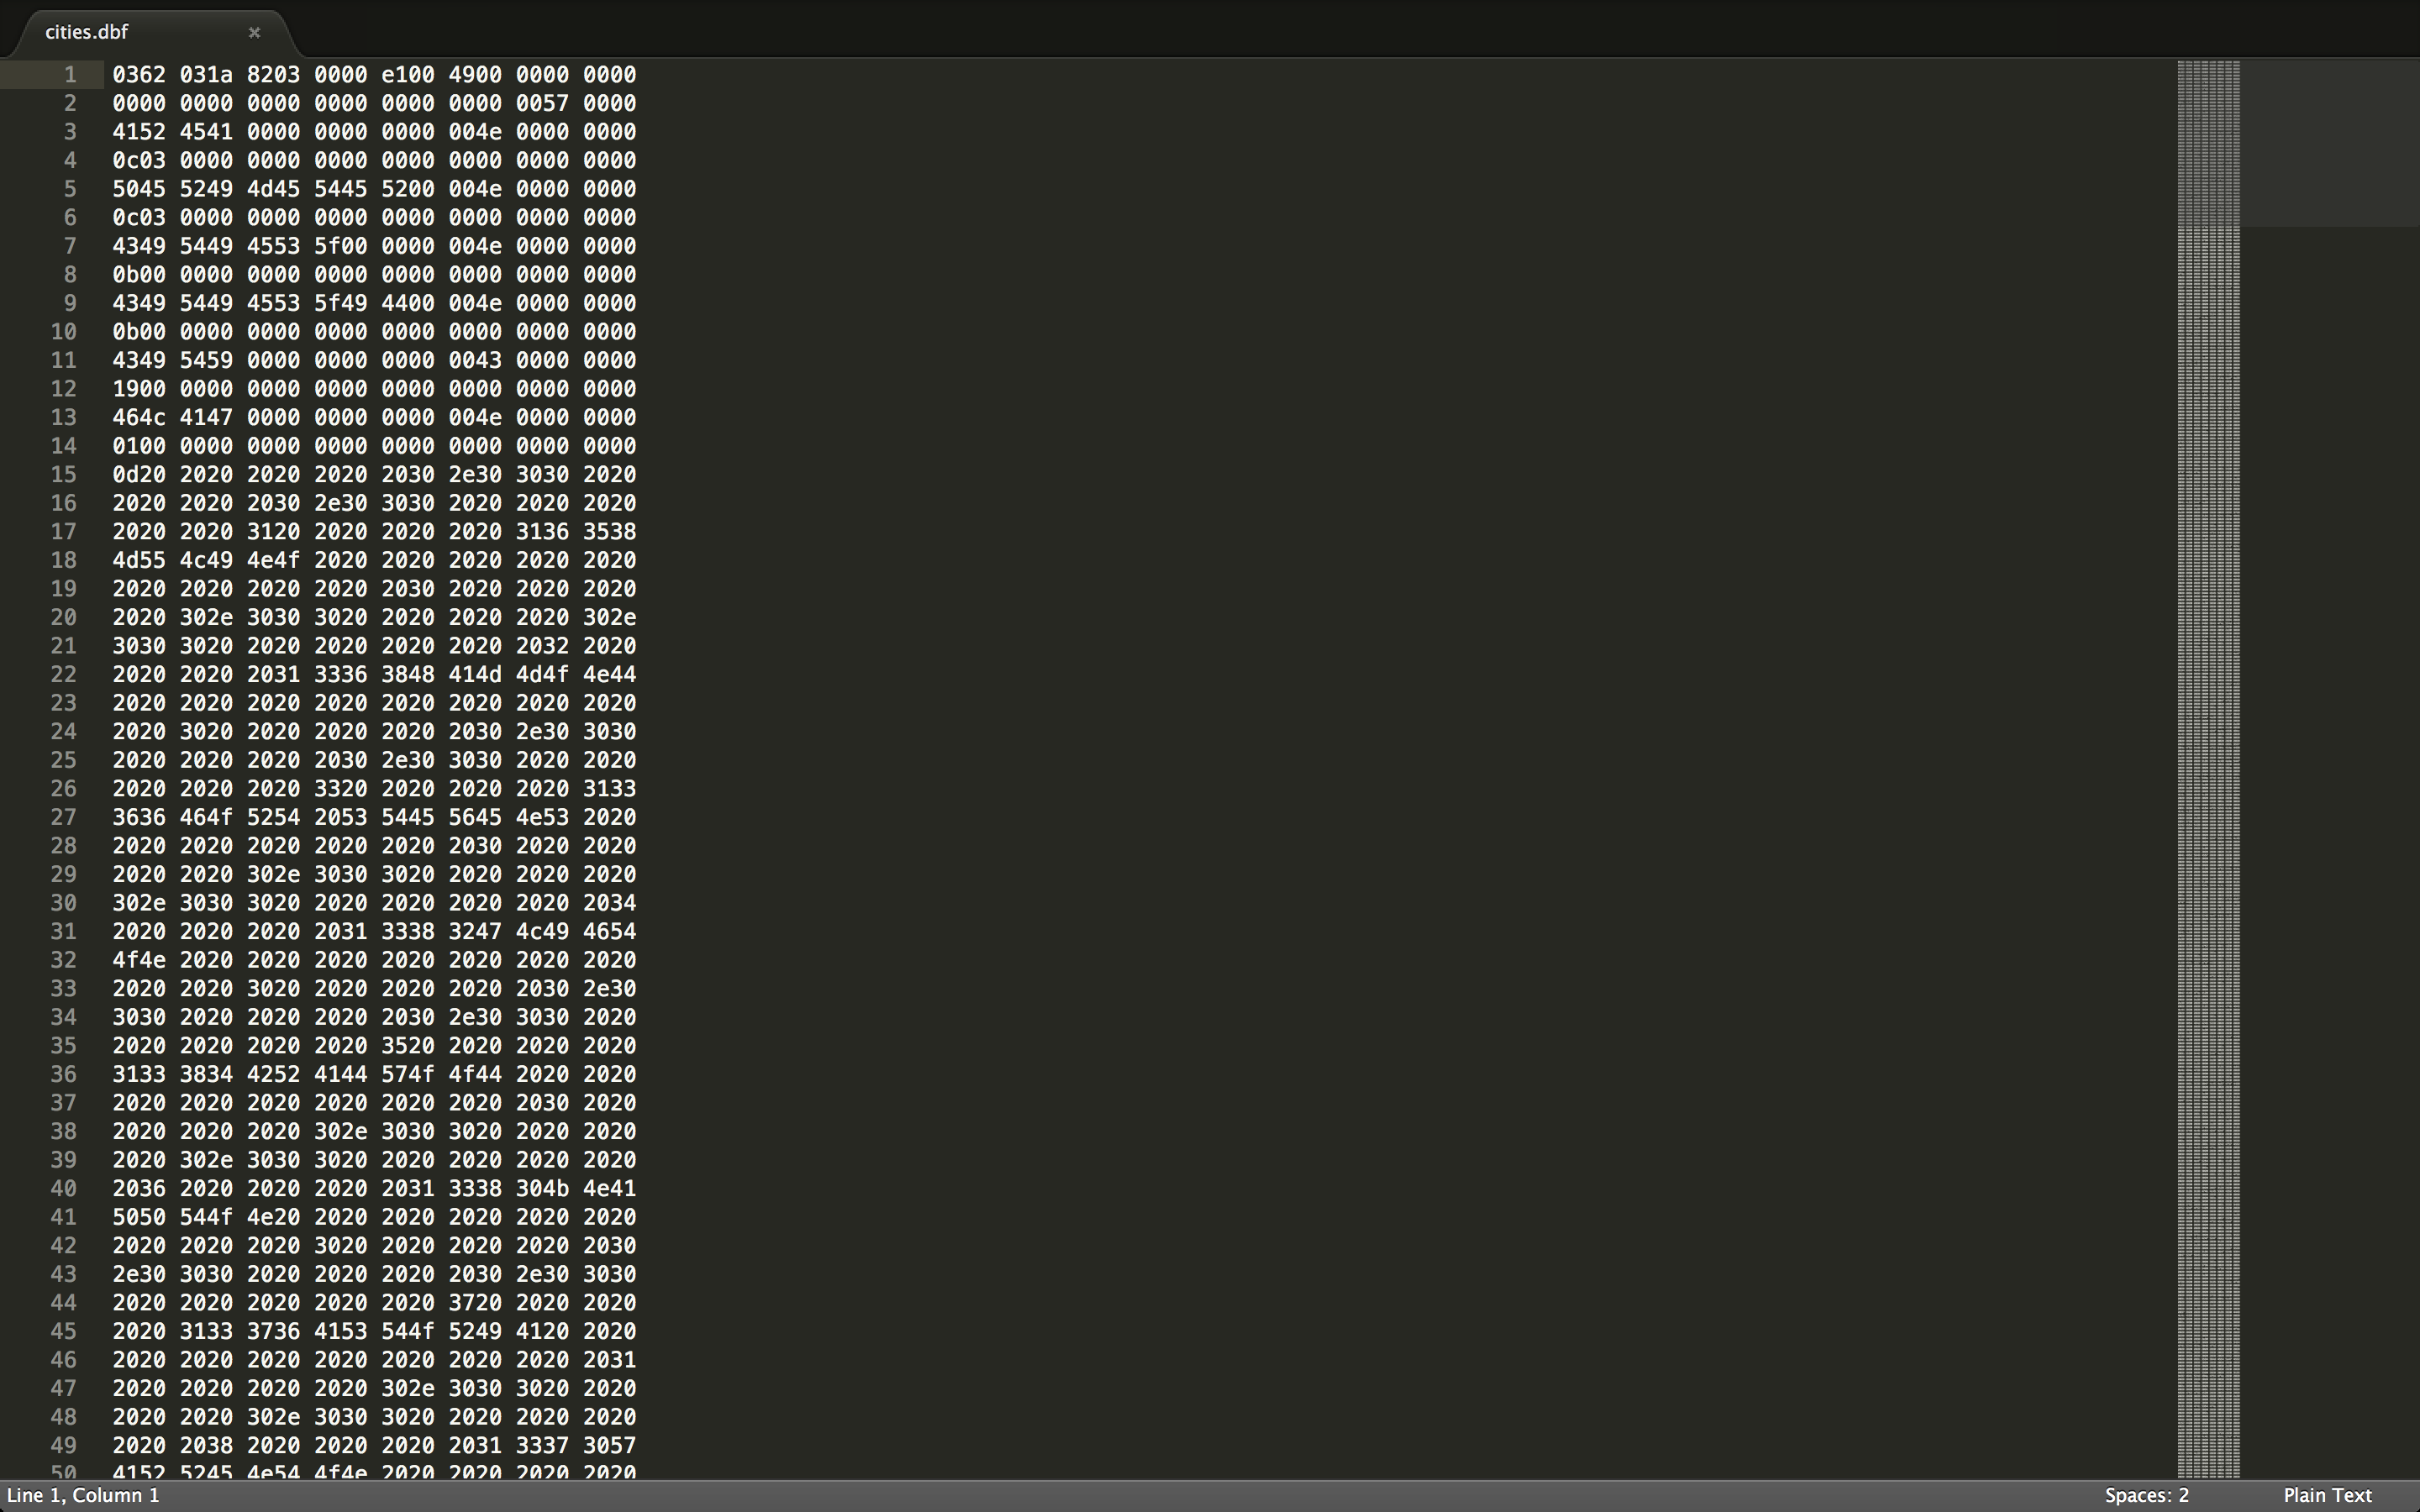 cities.dbf ×
1 0362 031a 8203 0000 e100 4900 0000 0000
2 0000 0000 0000 0000 0000 0000 0057 0000
3 4152 4541 0000 0000 0000 004e 0000 0000
4 0c03 0000 0000 0000 0000 0000 0000 0000
5 5045 5249 4d45 5445 5200 004e 0000 0000
6 0c03 0000 0000 0000 0000 0000 0000 0000
7 4349 5449 4553 5f00 0000 004e 0000 0000
8 0b00 0000 0000 0000 0000 0000 0000 0000
9 4349 5449 4553 5f49 4400 004e 0000 0000
10 0b00 0000 0000 0000 0000 0000 0000 0000
11 4349 5459 0000 0000 0000 0043 0000 0000
12 1900 0000 0000 0000 0000 0000 0000 0000
13 464c 4147 0000 0000 0000 004e 0000 0000
14 0100 0000 0000 0000 0000 0000 0000 0000
15 0d20 2020 2020 2020 2030 2e30 3030 2020
16 2020 2020 2030 2e30 3030 2020 2020 2020
17 2020 2020 3120 2020 2020 2020 3136 3538
18 4d55 4c49 4e4f 2020 2020 2020 2020 2020
19 2020 2020 2020 2020 2030 2020 2020 2020
20 2020 302e 3030 3020 2020 2020 2020 302e
21 3030 3020 2020 2020 2020 2020 2032 2020
22 2020 2020 2031 3336 3848 414d 4d4f 4e44
23 2020 2020 2020 2020 2020 2020 2020 2020
24 2020 3020 2020 2020 2020 2030 2e30 3030
25 2020 2020 2020 2030 2e30 3030 2020 2020
26 2020 2020 2020 3320 2020 2020 2020 3133
27 3636 464f 5254 2053 5445 5645 4e53 2020
28 2020 2020 2020 2020 2020 2030 2020 2020
29 2020 2020 302e 3030 3020 2020 2020 2020
30 302e 3030 3020 2020 2020 2020 2020 2034
31 2020 2020 2020 2031 3338 3247 4c49 4654
32 4f4e 2020 2020 2020 2020 2020 2020 2020
33 2020 2020 3020 2020 2020 2020 2030 2e30
34 3030 2020 2020 2020 2030 2e30 3030 2020
35 2020 2020 2020 2020 3520 2020 2020 2020
36 3133 3834 4252 4144 574f 4f44 2020 2020
37 2020 2020 2020 2020 2020 2020 2030 2020
38 2020 2020 2020 302e 3030 3020 2020 2020
39 2020 302e 3030 3020 2020 2020 2020 2020
40 2036 2020 2020 2020 2031 3338 304b 4e41
41 5050 544f 4e20 2020 2020 2020 2020 2020
42 2020 2020 2020 3020 2020 2020 2020 2030
43 2e30 3030 2020 2020 2020 2030 2e30 3030
44 2020 2020 2020 2020 2020 3720 2020 2020
45 2020 3133 3736 4153 544f 5249 4120 2020
46 2020 2020 2020 2020 2020 2020 2020 2031
47 2020 2020 2020 2020 302e 3030 3020 2020
48 2020 2020 302e 3030 3020 2020 2020 2020
49 2020 2038 2020 2020 2020 2031 3337 3057
50 4152 5245 4e54 4f4e 2020 2020 2020 2020
Line 1, Column 1 Spaces: 2 Plain Text